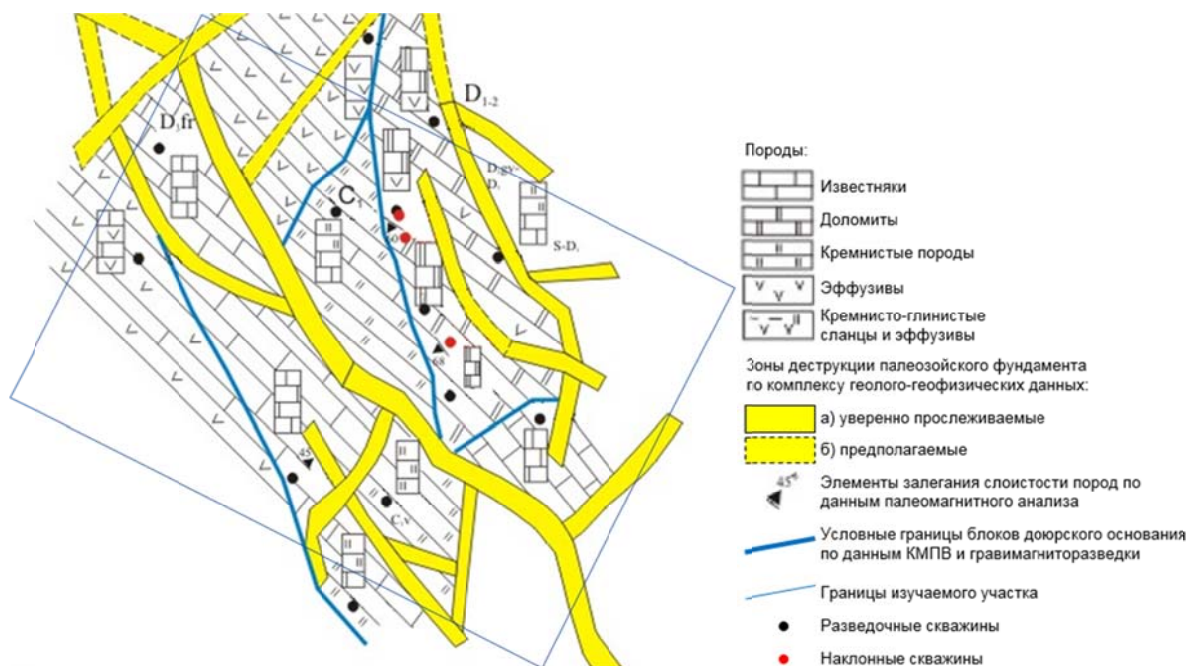 D₁₋₂
D₃fr
S-D₁
45
68
C₁v
Породы:
Известняки
Доломиты
Кремнистые породы
Эффузивы
Кремнисто-глинистые
сланцы и эффузивы
Зоны деструкции палеозойского фундамента
го комплексу геолого-геофизических данных:
а) уверенно прослеживаемые
б) предполагаемые
45°
Элементы залегания слоистости пород по
данным палеомагнитного анализа
Условные границы блоков доюрского основания
по данным КМПВ и гравимагниторазведки
Границы изучаемого участка
Разведочные скважины
Наклонные скважины